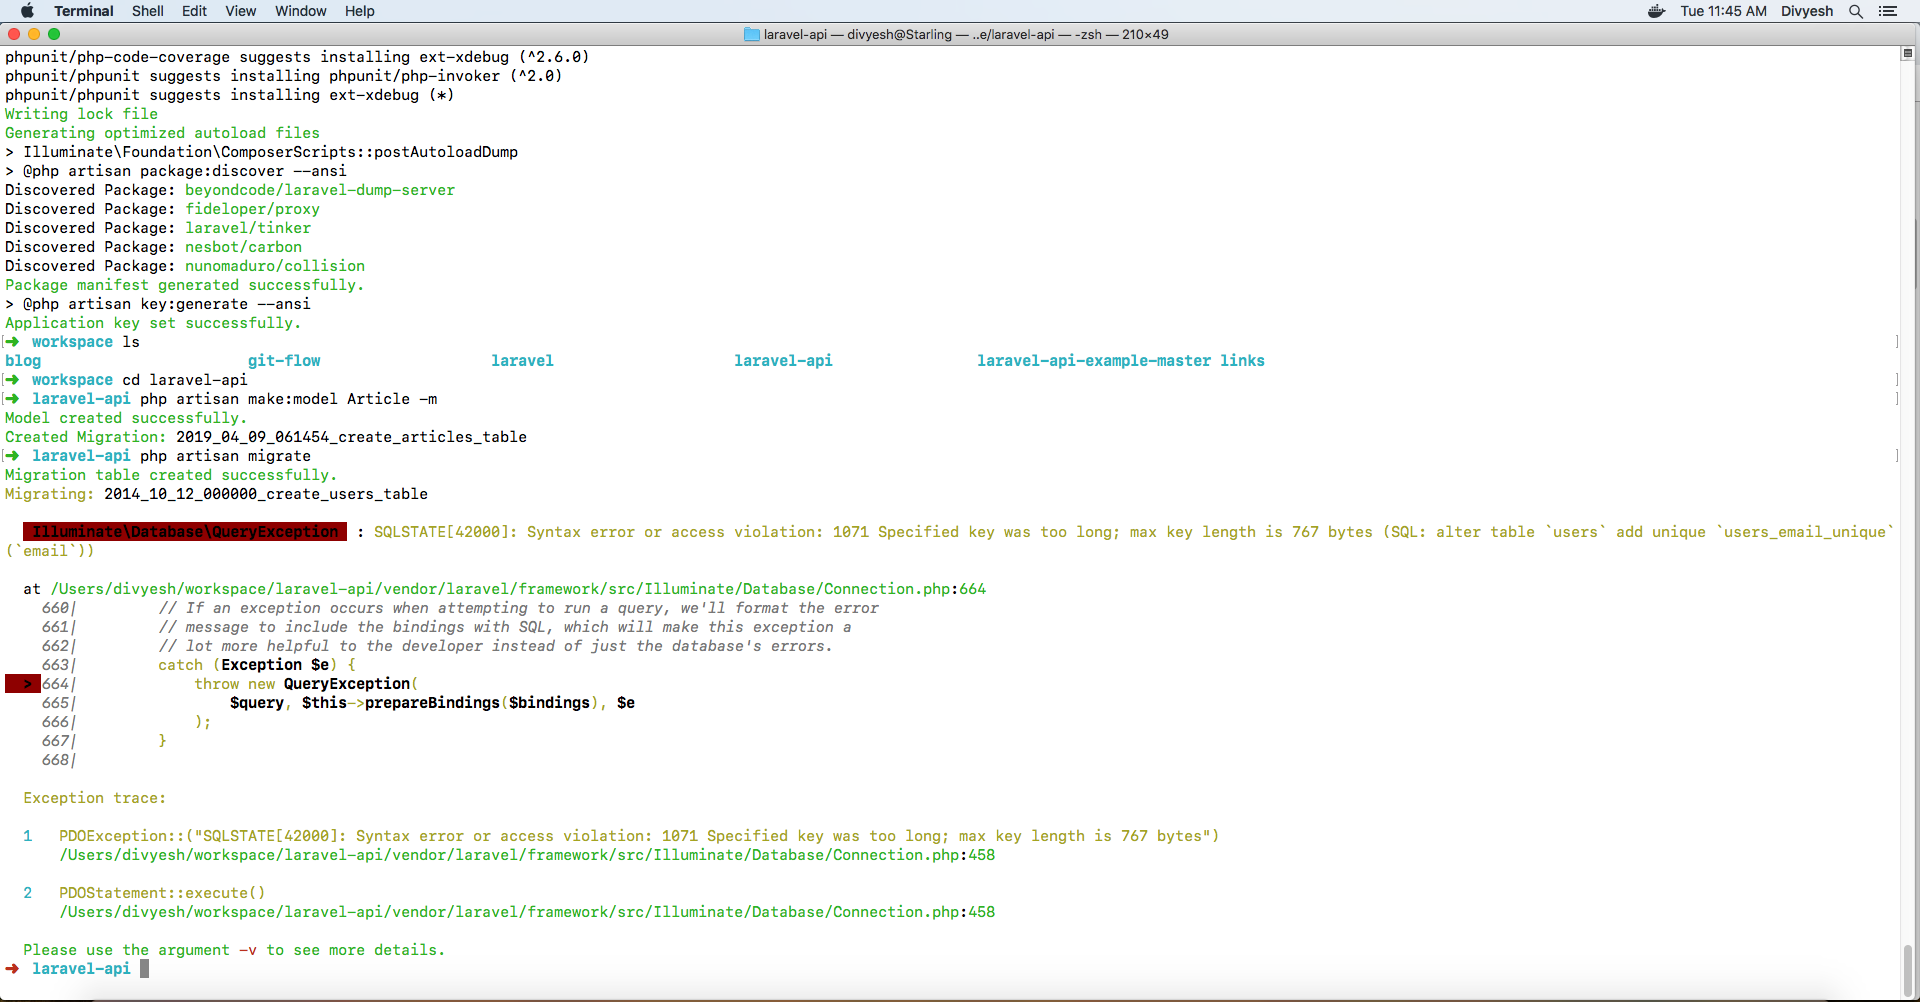 Terminal Shell Edit View Window Help Tue 11:45 AM Divyesh
laravel-api — divyesh@Starling — ..e/laravel-api — -zsh — 210×49
phpunit/php-code-coverage suggests installing ext-xdebug (^2.6.0)
phpunit/phpunit suggests installing phpunit/php-invoker (^2.0)
phpunit/phpunit suggests installing ext-xdebug (*)
Writing lock file
Generating optimized autoload files
> Illuminate\Foundation\ComposerScripts::postAutoloadDump
> @php artisan package:discover --ansi
Discovered Package: beyondcode/laravel-dump-server
Discovered Package: fideloper/proxy
Discovered Package: laravel/tinker
Discovered Package: nesbot/carbon
Discovered Package: nunomaduro/collision
Package manifest generated successfully.
> @php artisan key:generate --ansi
Application key set successfully.
[➜ workspace ls ]
blog git-flow laravel laravel-api laravel-api-example-master links
[➜ workspace cd laravel-api ]
[➜ laravel-api php artisan make:model Article -m ]
Model created successfully.
Created Migration: 2019_04_09_061454_create_articles_table
[➜ laravel-api php artisan migrate ]
Migration table created successfully.
Migrating: 2014_10_12_000000_create_users_table
Illuminate\Database\QueryException : SQLSTATE[42000]: Syntax error or access violation: 1071 Specified key was too long; max key length is 767 bytes (SQL: alter table `users` add unique `users_email_unique`
(`email`))
at /Users/divyesh/workspace/laravel-api/vendor/laravel/framework/src/Illuminate/Database/Connection.php:664
660| // If an exception occurs when attempting to run a query, we'll format the error
661| // message to include the bindings with SQL, which will make this exception a
662| // lot more helpful to the developer instead of just the database's errors.
663| catch (Exception $e) {
> 664| throw new QueryException(
665| $query, $this->prepareBindings($bindings), $e
666| );
667| }
668|
Exception trace:
1 PDOException::("SQLSTATE[42000]: Syntax error or access violation: 1071 Specified key was too long; max key length is 767 bytes")
/Users/divyesh/workspace/laravel-api/vendor/laravel/framework/src/Illuminate/Database/Connection.php:458
2 PDOStatement::execute()
/Users/divyesh/workspace/laravel-api/vendor/laravel/framework/src/Illuminate/Database/Connection.php:458
Please use the argument -v to see more details.
➜ laravel-api